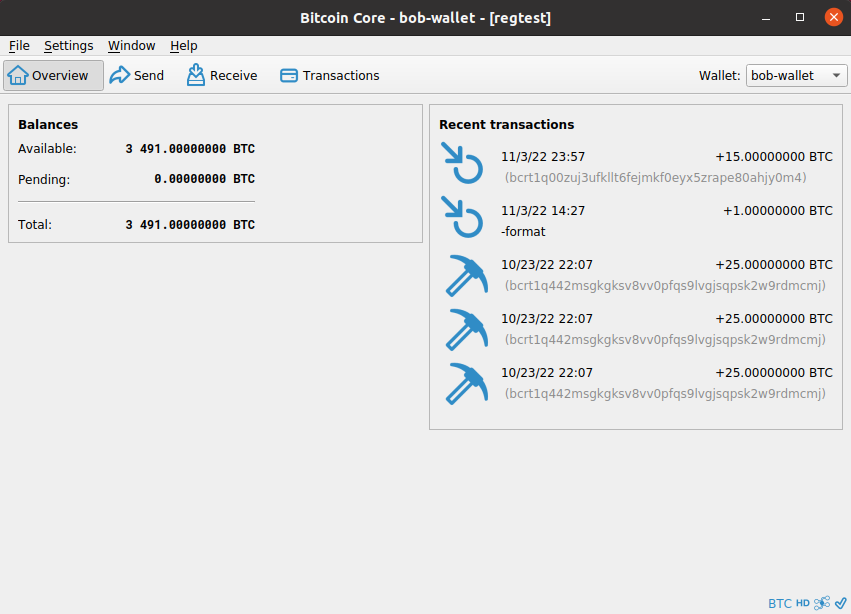 Bitcoin Core - bob-wallet - [regtest]
File Settings Window Help
Overview Send Receive Transactions Wallet: bob-wallet
Balances
Available: 3 491.00000000 BTC
Pending: 0.00000000 BTC
Total: 3 491.00000000 BTC
Recent transactions
11/3/22 23:57 +15.00000000 BTC
(bcrt1q00zuj3ufkllt6fejmkf0eyx5zrape80ahjy0m4)
11/3/22 14:27 +1.00000000 BTC
-format
10/23/22 22:07 +25.00000000 BTC
(bcrt1q442msgkgksv8vv0pfqs9lvgjsqpsk2w9rdmcmj)
10/23/22 22:07 +25.00000000 BTC
(bcrt1q442msgkgksv8vv0pfqs9lvgjsqpsk2w9rdmcmj)
10/23/22 22:07 +25.00000000 BTC
(bcrt1q442msgkgksv8vv0pfqs9lvgjsqpsk2w9rdmcmj)
BTC HD